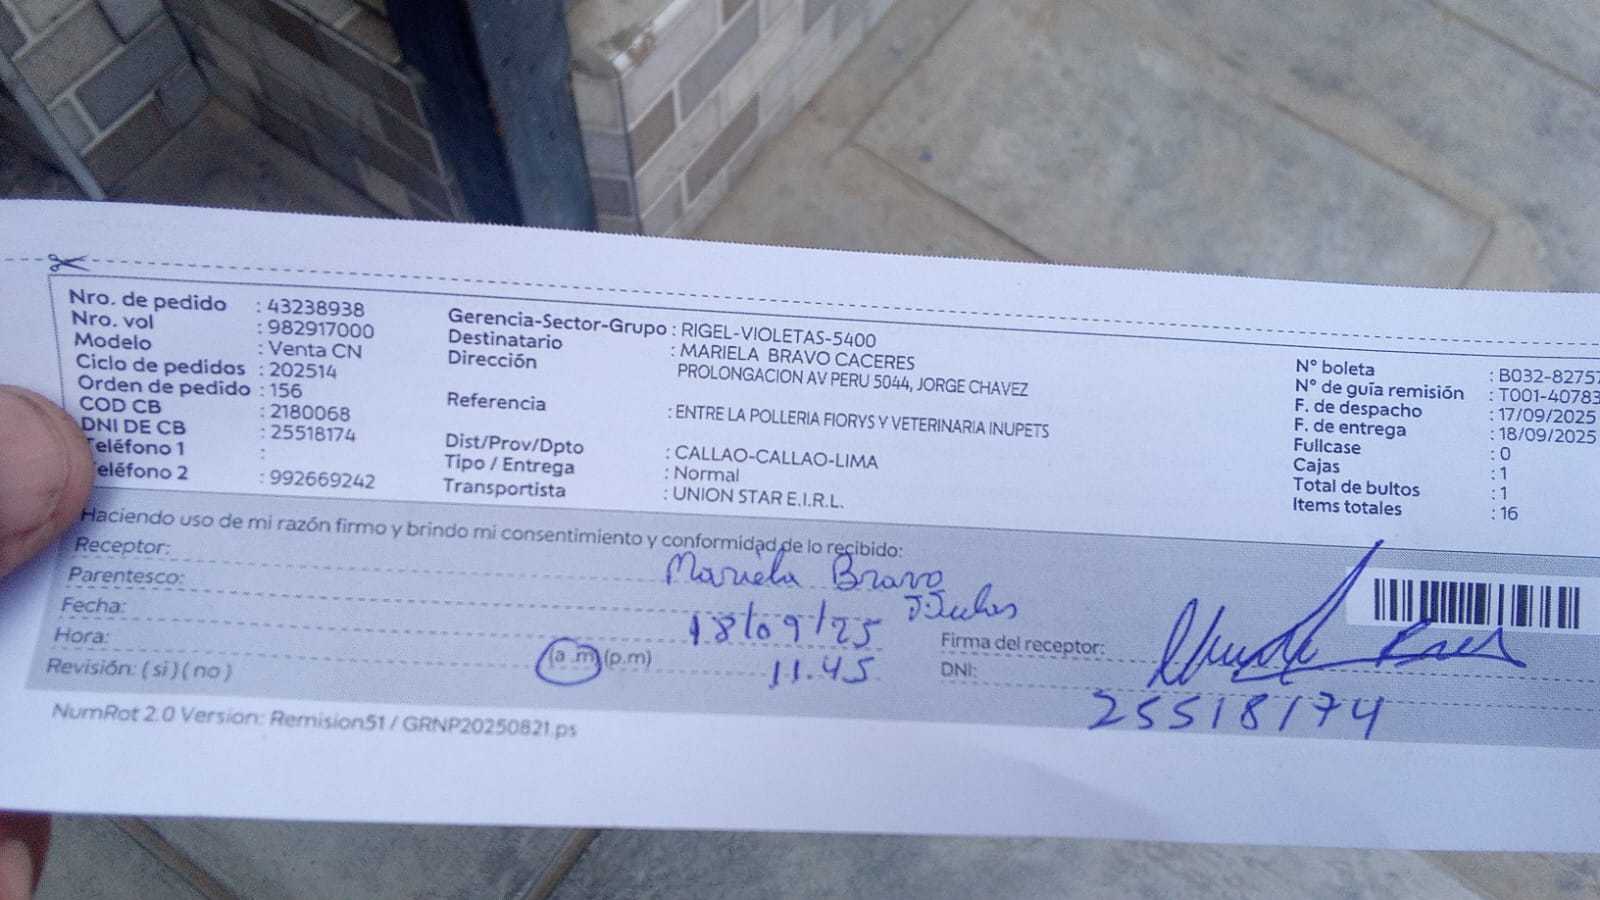 Nro. de pedido : 43238938
Nro. vol : 982917000
Modelo : Venta CN
Ciclo de pedidos : 202514
Orden de pedido : 156
COD CB : 2180068
DNI DE CB : 25518174
Teléfono 1 :
Teléfono 2 : 992669242
Gerencia-Sector-Grupo : RIGEL-VIOLETAS-5400
Destinatario : MARIELA BRAVO CACERES
Dirección PROLONGACION AV PERU 5044, JORGE CHAVEZ
Referencia : ENTRE LA POLLERIA FIORYS Y VETERINARIA INUPETS
Dist/Prov/Dpto : CALLAO-CALLAO-LIMA
Tipo / Entrega : Normal
Transportista : UNION STAR E.I.R.L.
N° boleta : B032-82757
N° de guía remisión : T001-40783
F. de despacho : 17/09/2025
F. de entrega : 18/09/2025
Fullcase : 0
Cajas : 1
Total de bultos : 1
Items totales : 16
Haciendo uso de mi razón firmo y brindo mi consentimiento y conformidad de lo recibido:
Receptor: Mariela Bravo
Parentesco:
Fecha: 18/09/25
Hora: (a.m) (p.m) 11.45
Revisión: ( si ) ( no )
Firma del receptor:
DNI: 25518174
NumRot 2.0 Version: Remision51 / GRNP20250821.ps